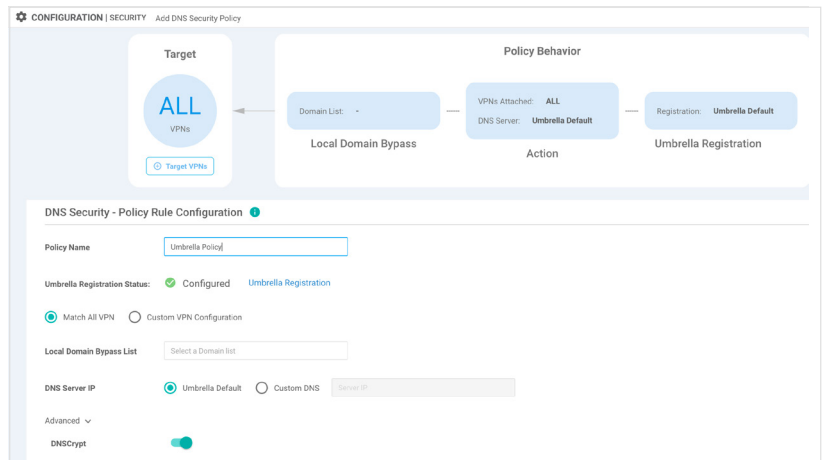 CONFIGURATION | SECURITY Add DNS Security Policy
Target
Policy Behavior
ALL
VPNs
Target VPNs
Domain List: -
Local Domain Bypass
VPNs Attached: ALL
DNS Server: Umbrella Default
Action
Registration: Umbrella Default
Umbrella Registration
DNS Security - Policy Rule Configuration
Policy Name Umbrella Policy
Umbrella Registration Status: Configured Umbrella Registration
Match All VPN Custom VPN Configuration
Local Domain Bypass List Select a Domain list
DNS Server IP Umbrella Default Custom DNS Server IP
Advanced
DNSCrypt